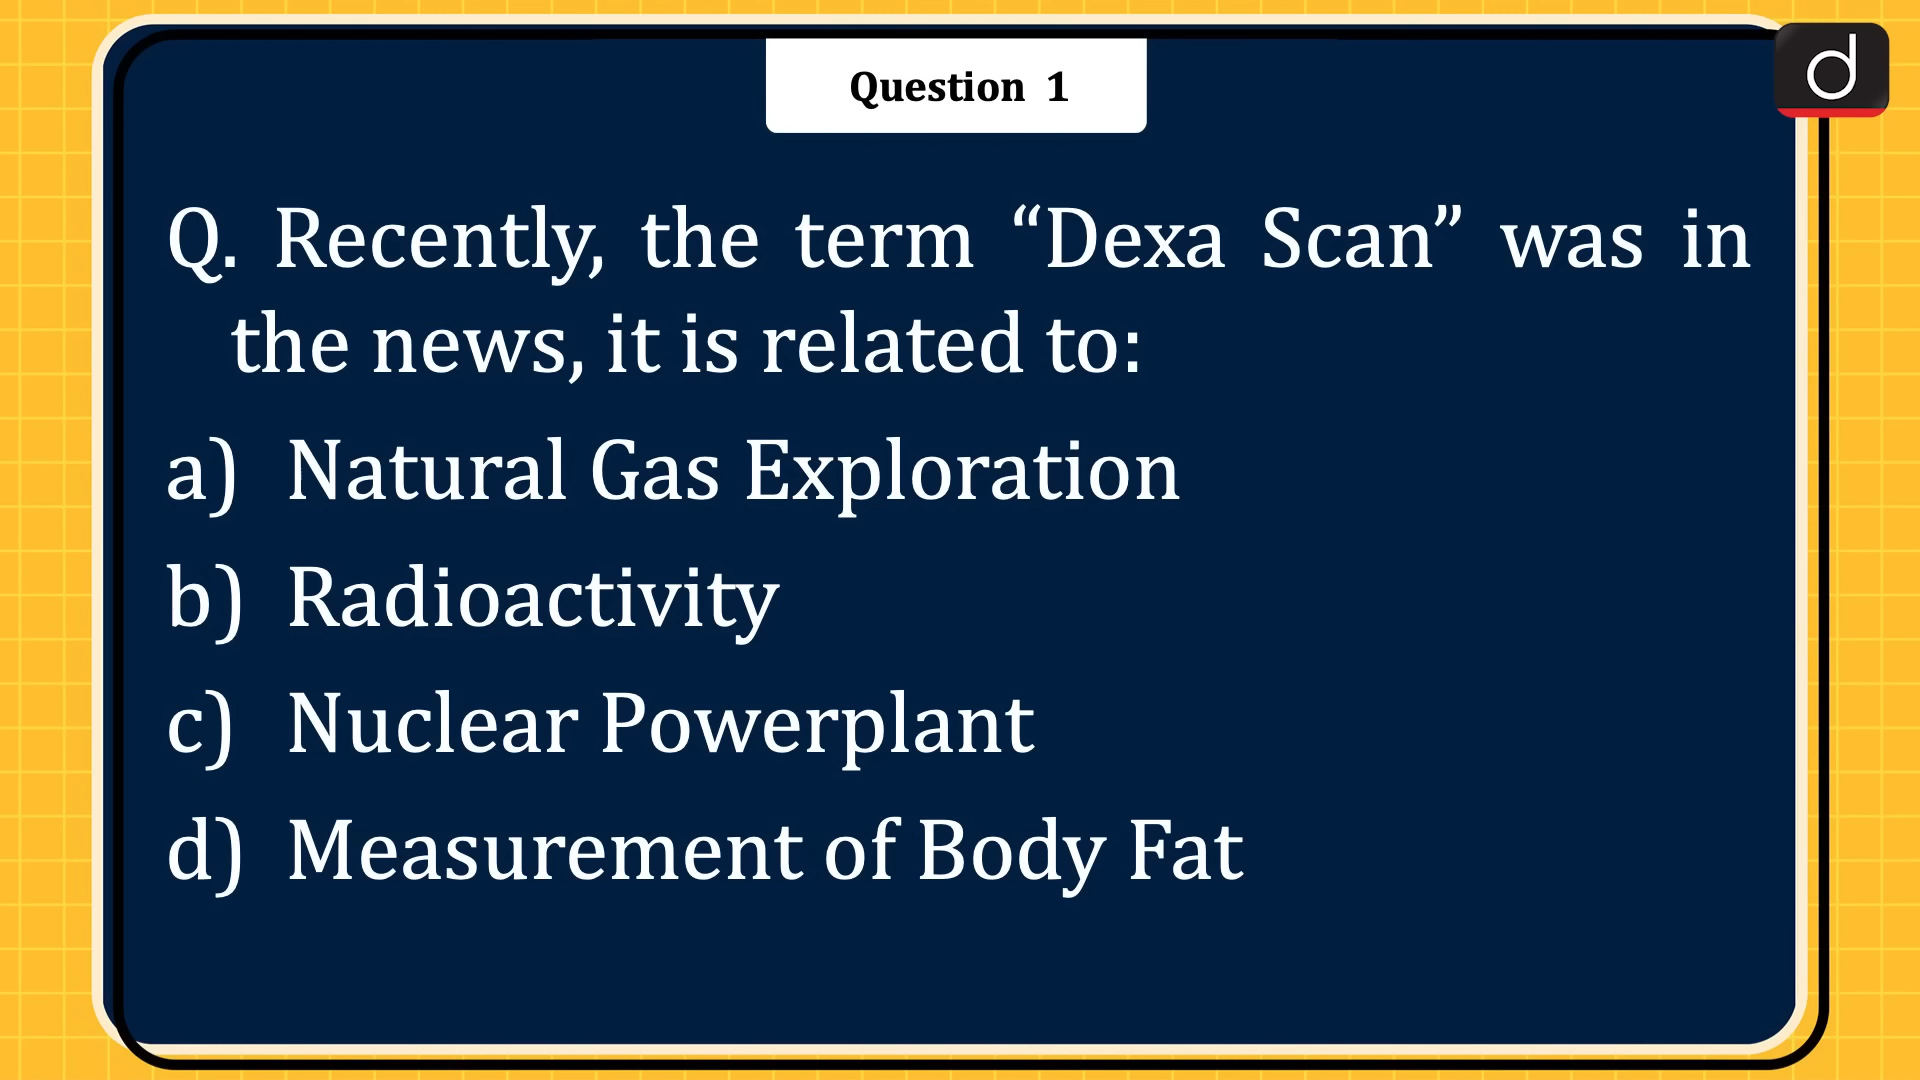 Question 1
d
Q. Recently, the term “Dexa Scan” was in
the news, it is related to:
a) Natural Gas Exploration
b) Radioactivity
c) Nuclear Powerplant
d) Measurement of Body Fat